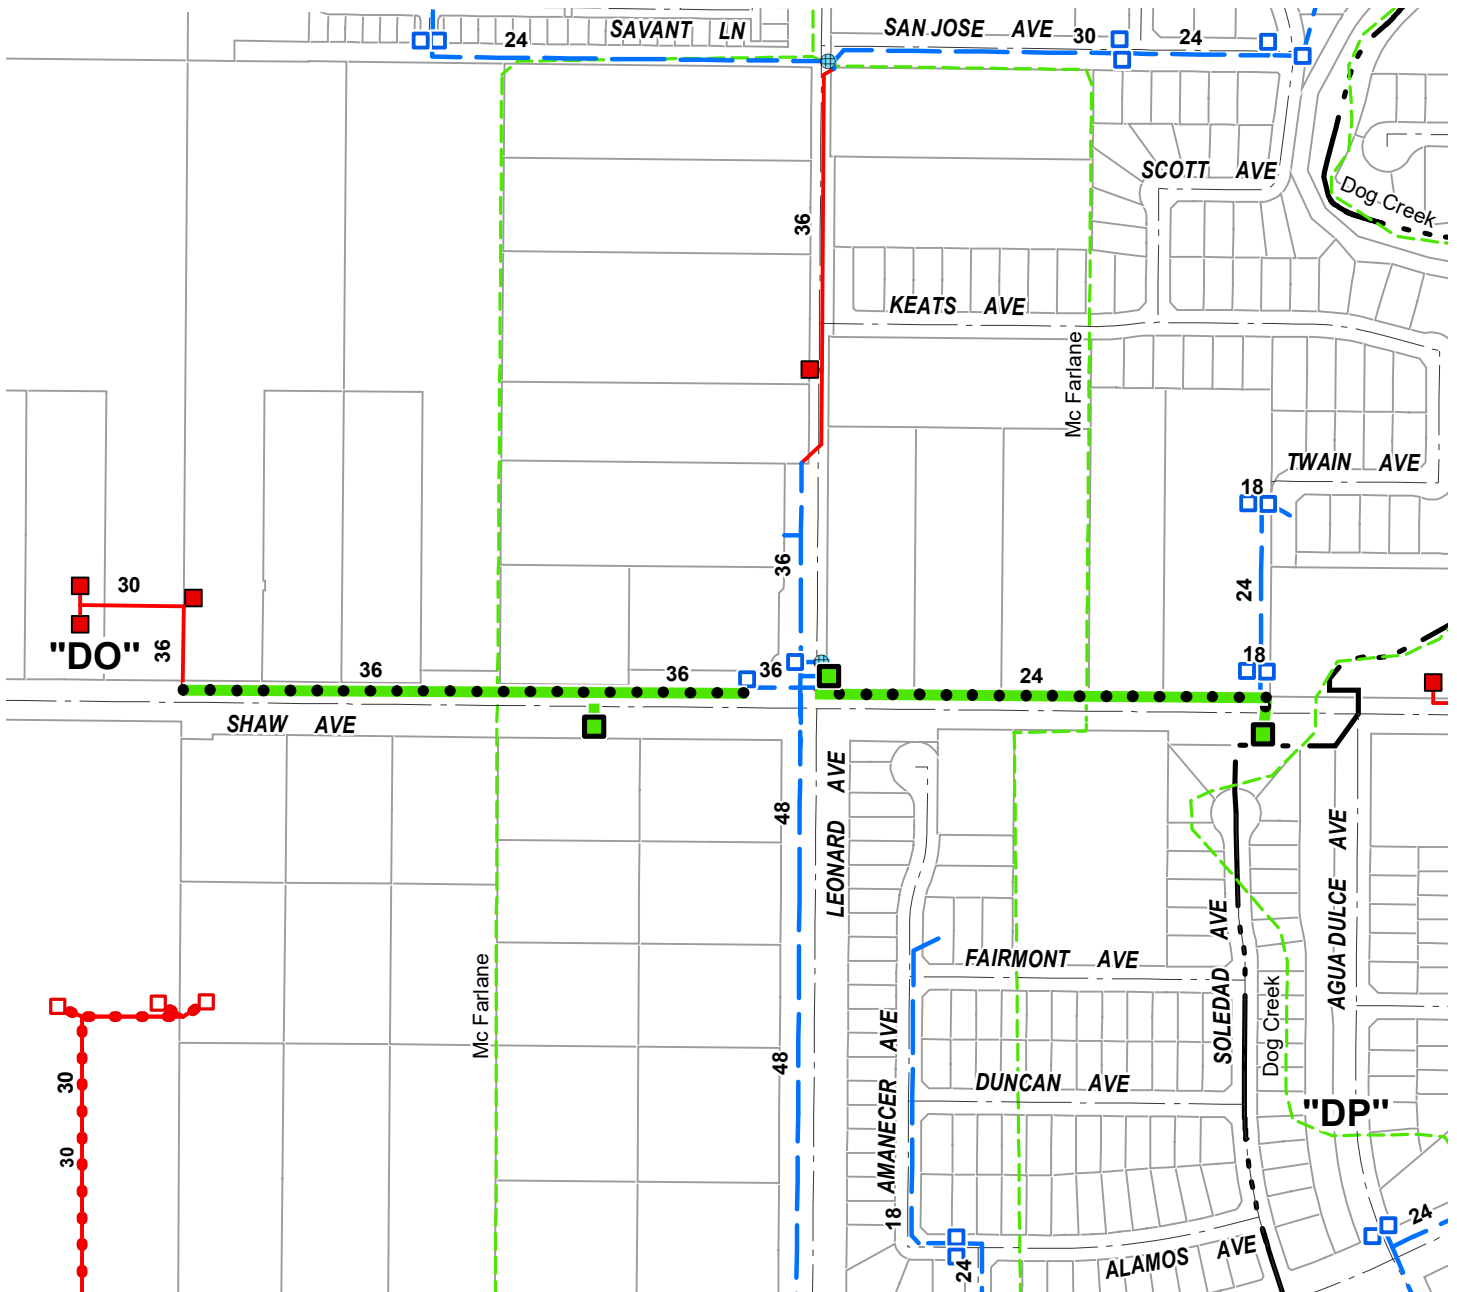 SAVANT LN
24
SAN JOSE AVE
30
24
SCOTT AVE
Dog Creek
36
KEATS AVE
Mc Farlane
TWAIN AVE
18
36
24
30
"DO"
36
36
36
36
24
18
SHAW AVE
LEONARD AVE
48
AGUA DULCE AVE
SOLEDAD AVE
FAIRMONT AVE
Mc Farlane
Dog Creek
AMANECER AVE
48
30
DUNCAN AVE
"DP"
30
18
24
ALAMOS AVE
24